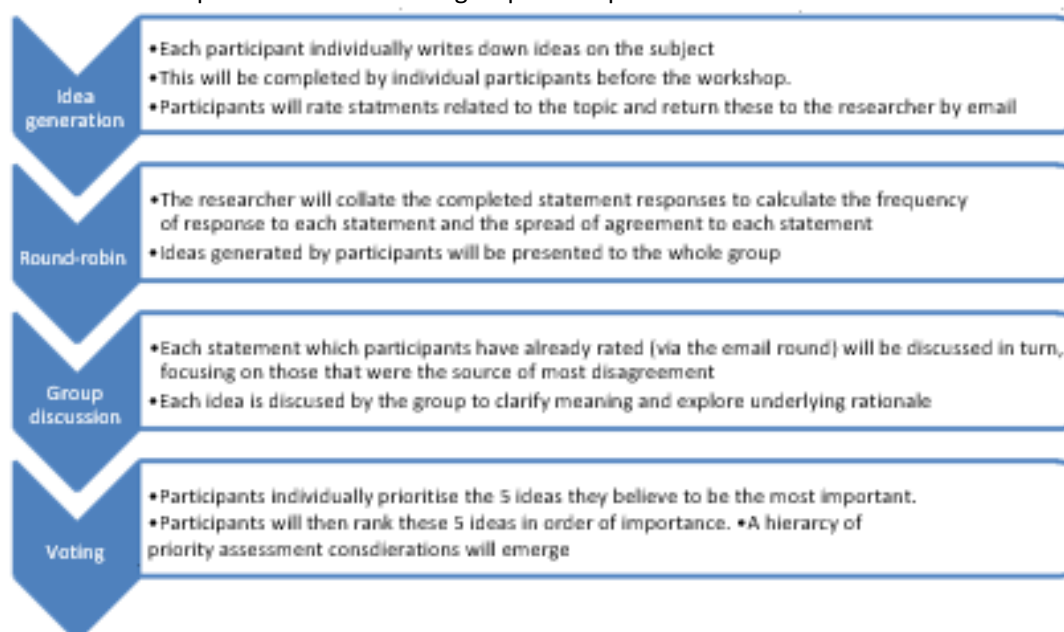 Idea
generation
•Each participant individually writes down ideas on the subject
•This will be completed by individual participants before the workshop.
•Participants will rate statments related to the topic and return these to the researcher by email
Round-robin
•The researcher will collate the completed statement responses to calculate the frequency
of response to each statement and the spread of agreement to each statement
•Ideas generated by participants will be presented to the whole group
Group
discussion
•Each statement which participants have already rated (via the email round) will be discussed in turn,
focusing on those that were the source of most disagreement
•Each idea is discused by the group to clarify meaning and explore underlying rationale
Voting
•Participants individually prioritise the 5 ideas they believe to be the most important.
•Participants will then rank these 5 ideas in order of importance. •A hierarcy of
priority assessment consdierations will emerge